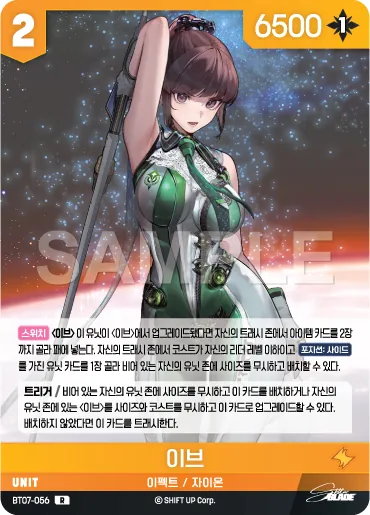 2
6500 1
SAMPLE
스위치 《이브》 이 유닛이 《이브》에서 업그레이드됐다면 자신의 트래시 존에서 아이템 카드를 2장
까지 골라 패에 넣는다. 자신의 트래시 존에서 코스트가 자신의 리더 레벨 이하이고 포지션: 사이드
를 가진 유닛 카드를 1장 골라 비어 있는 자신의 유닛 존에 사이즈를 무시하고 배치할 수 있다.
트리거 / 비어 있는 자신의 유닛 존에 사이즈를 무시하고 이 카드를 배치하거나 자신의
유닛 존에 있는 《이브》를 사이즈와 코스트를 무시하고 이 카드로 업그레이드할 수 있다.
배치하지 않았다면 이 카드를 트래시한다.
이브
UNIT
이펙트 / 자이온
BT07-056 R
© SHIFT UP Corp.
Stellar BLADE